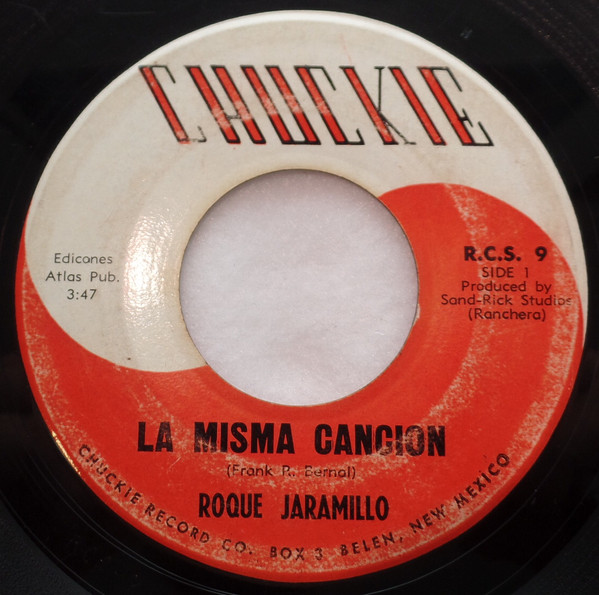 CHUCKIE
Edicones
Atlas Pub.
3:47
R.C.S. 9
SIDE 1
Produced by
Sand-Rick Studios
(Ranchera)
LA MISMA CANCION
(Frank P. Bernal)
ROQUE JARAMILLO
CHUCKIE RECORD CO. BOX 3 BELEN, NEW MEXICO